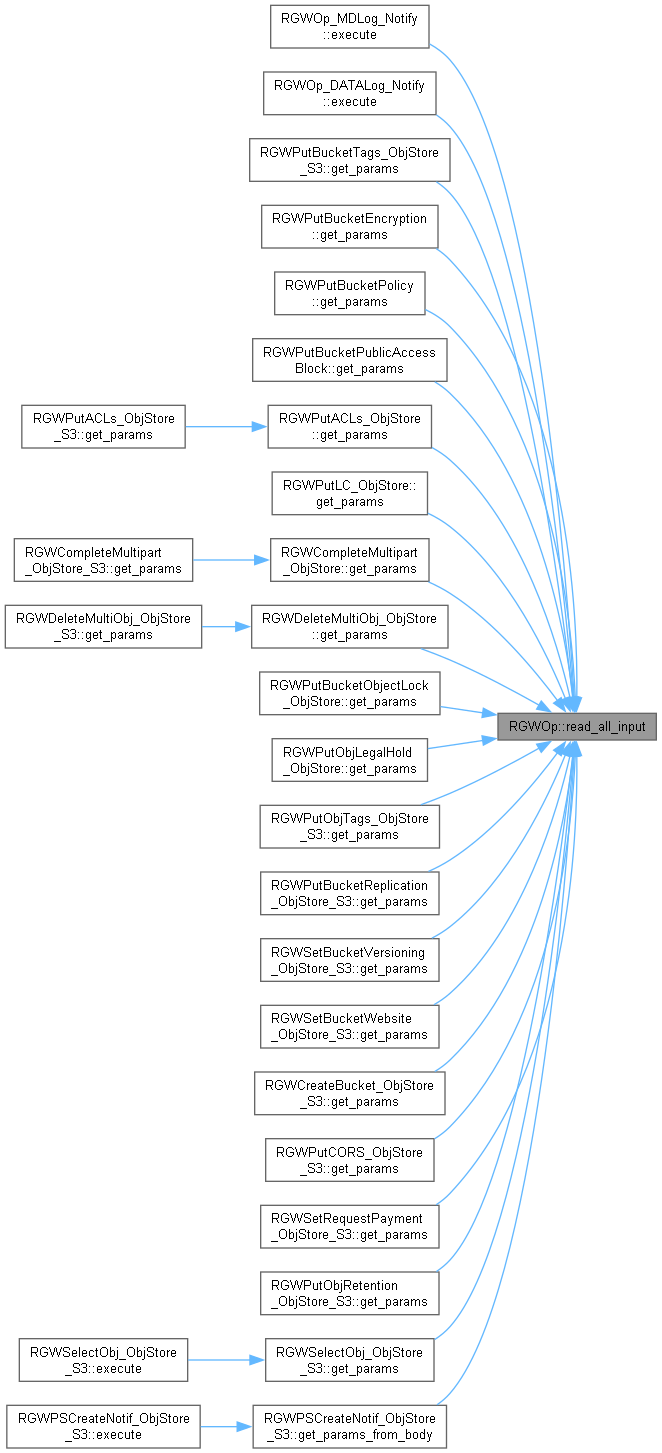 RGWOp_MDLog_Notify
::execute
RGWOp_DATALog_Notify
::execute
RGWPutBucketTags_ObjStore
_S3::get_params
RGWPutBucketEncryption
::get_params
RGWPutBucketPolicy
::get_params
RGWPutBucketPublicAccess
Block::get_params
RGWPutACLs_ObjStore
_S3::get_params
RGWPutACLs_ObjStore
::get_params
RGWPutLC_ObjStore::
get_params
RGWCompleteMultipart
_ObjStore_S3::get_params
RGWCompleteMultipart
_ObjStore::get_params
RGWDeleteMultiObj_ObjStore
_S3::get_params
RGWDeleteMultiObj_ObjStore
::get_params
RGWPutBucketObjectLock
_ObjStore::get_params
RGWOp::read_all_input
RGWPutObjLegalHold
_ObjStore::get_params
RGWPutObjTags_ObjStore
_S3::get_params
RGWPutBucketReplication
_ObjStore_S3::get_params
RGWSetBucketVersioning
_ObjStore_S3::get_params
RGWSetBucketWebsite
_ObjStore_S3::get_params
RGWCreateBucket_ObjStore
_S3::get_params
RGWPutCORS_ObjStore
_S3::get_params
RGWSetRequestPayment
_ObjStore_S3::get_params
RGWPutObjRetention
_ObjStore_S3::get_params
RGWSelectObj_ObjStore
_S3::execute
RGWSelectObj_ObjStore
_S3::get_params
RGWPSCreateNotif_ObjStore
_S3::execute
RGWPSCreateNotif_ObjStore
_S3::get_params_from_body